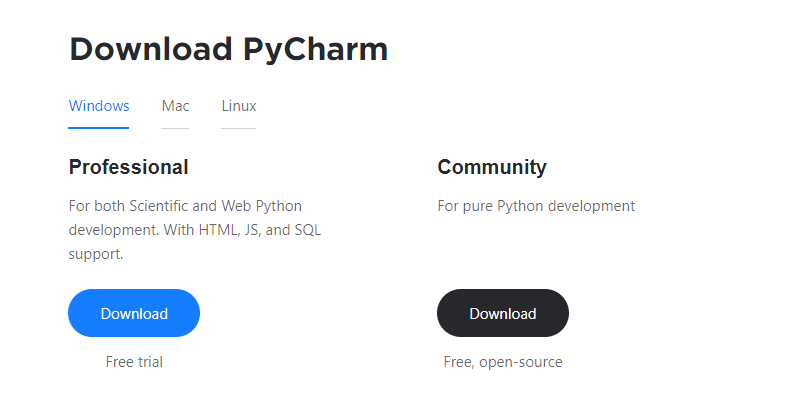 Download PyCharm
Windows Mac Linux
Professional
For both Scientific and Web Python
development. With HTML, JS, and SQL
support.
Download
Free trial
Community
For pure Python development
Download
Free, open-source